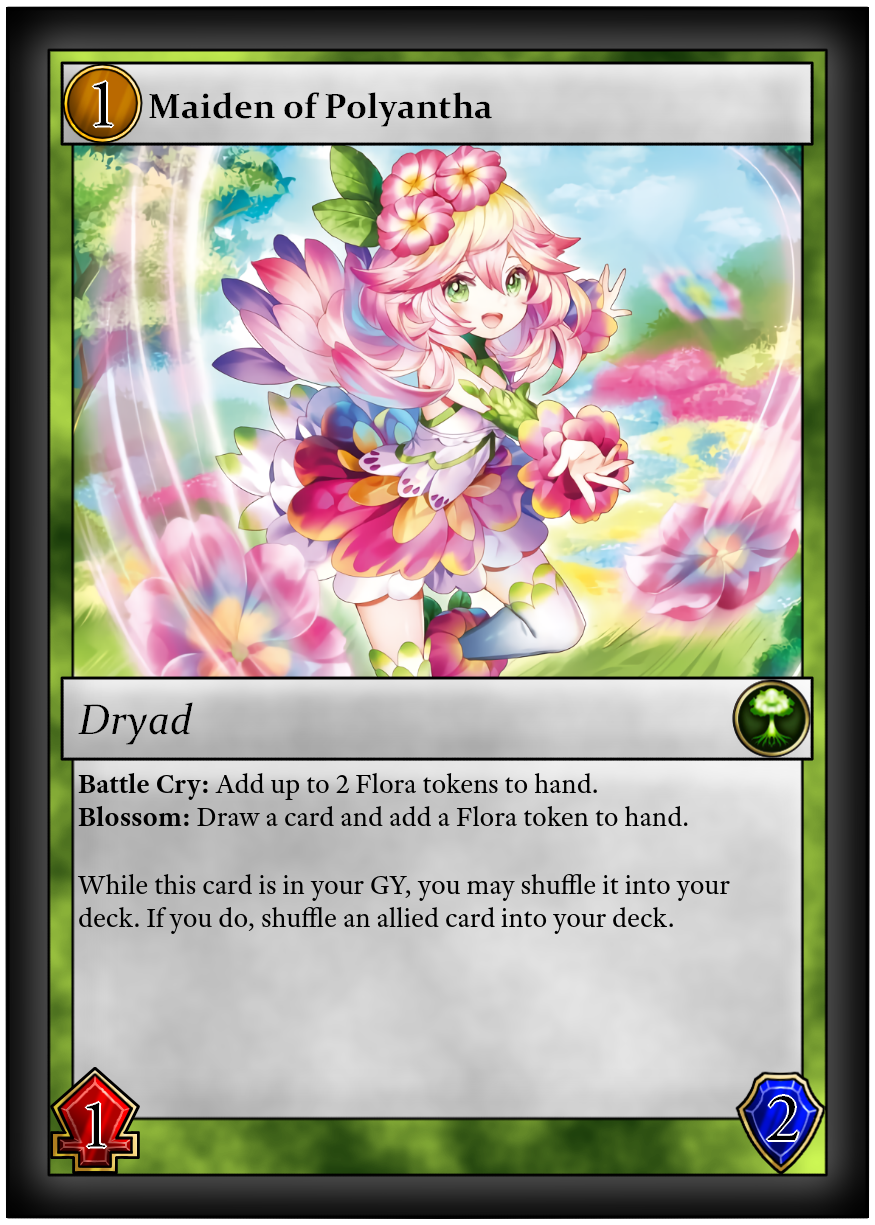 1 Maiden of Polyantha
Dryad
Battle Cry: Add up to 2 Flora tokens to hand.
Blossom: Draw a card and add a Flora token to hand.
While this card is in your GY, you may shuffle it into your
deck. If you do, shuffle an allied card into your deck.
1
2